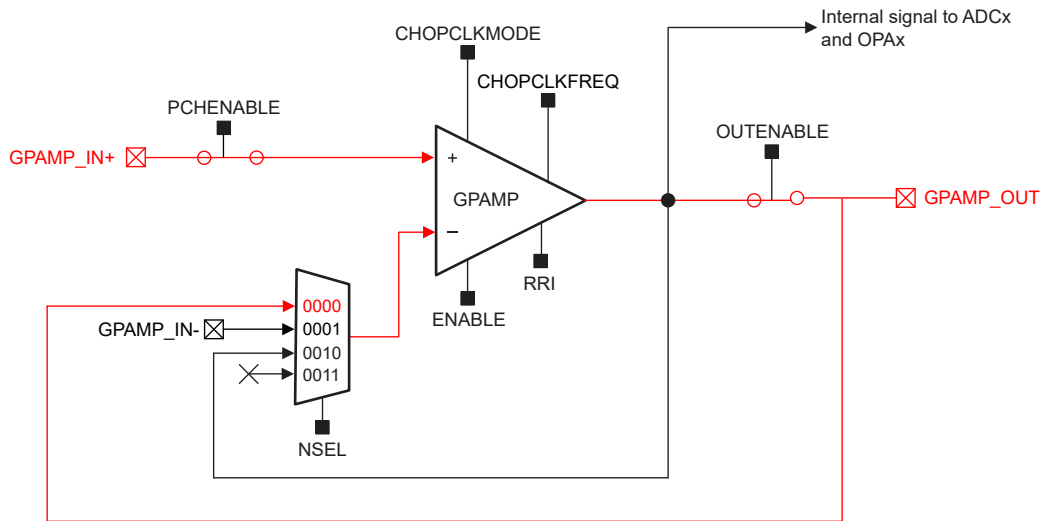 Internal signal to ADCx
and OPAx
CHOPCLKMODE
CHOPCLKFREQ
PCHENABLE
OUTENABLE
GPAMP_IN+
+
GPAMP
GPAMP_OUT
−
RRI
ENABLE
0000
GPAMP_IN-
0001
0010
0011
NSEL